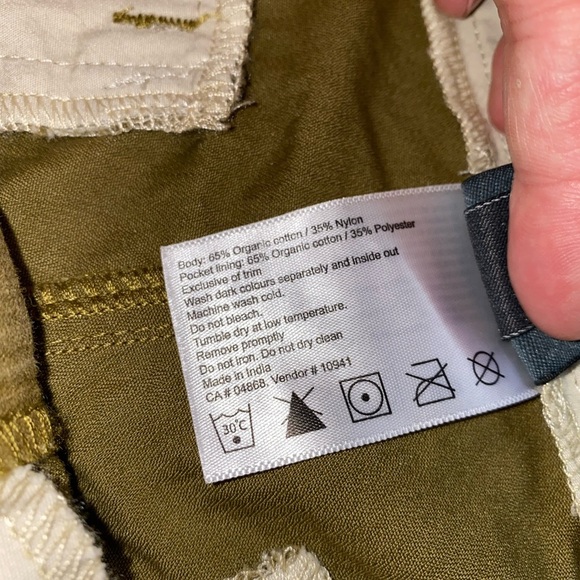 Body: 65% Organic cotton / 35% Nylon
Pocket lining: 65% Organic cotton / 35% Polyester
Exclusive of trim
Wash dark colours separately and inside out
Machine wash cold.
Do not bleach.
Tumble dry at low temperature.
Remove promptly
Do not iron. Do not dry clean
Made in India
CA # 04868, Vendor # 10941
30°C